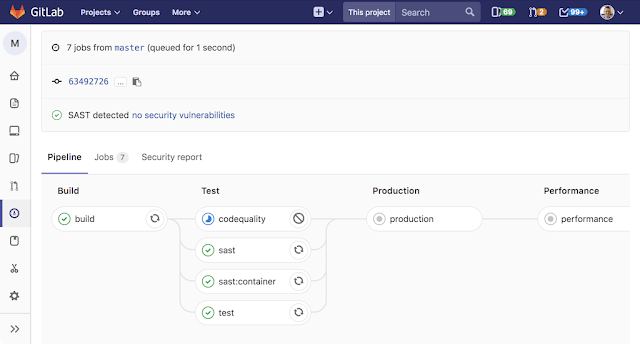 GitLab Projects Groups More This project Search 69 2 99+
M
7 jobs from master (queued for 1 second)
63492726 ...
SAST detected no security vulnerabilities
Pipeline Jobs 7 Security report
Build Test Production Performance
build codequality production performance
sast
sast:container
test